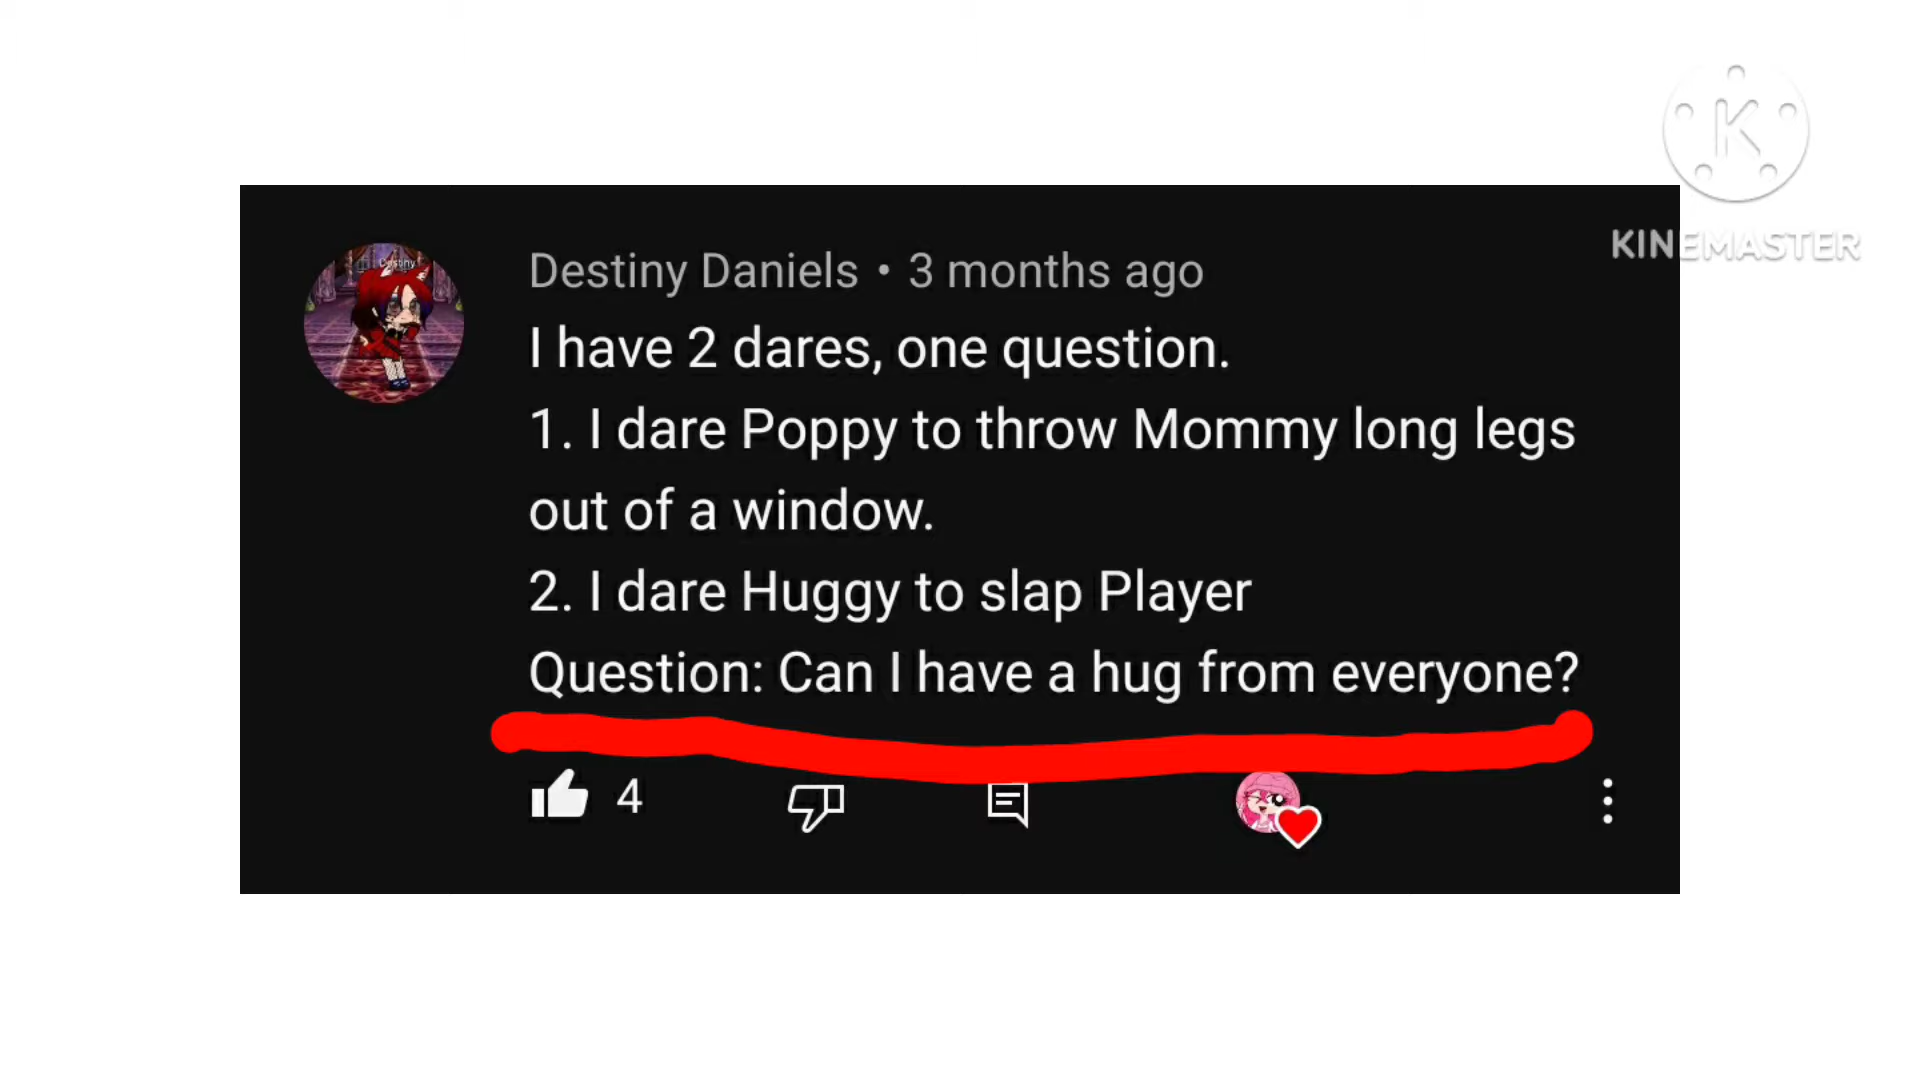 K
KINEMASTER
Destiny
Destiny Daniels • 3 months ago
I have 2 dares, one question.
1. I dare Poppy to throw Mommy long legs
out of a window.
2. I dare Huggy to slap Player
Question: Can I have a hug from everyone?
4